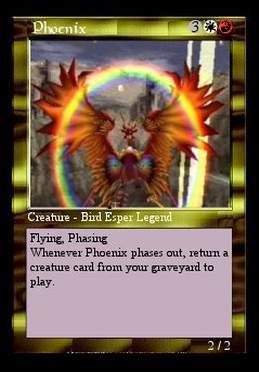 Phoenix 3
Creature - Bird Esper Legend
Flying, Phasing
Whenever Phoenix phases out, return a
creature card from your graveyard to
play.
2/2